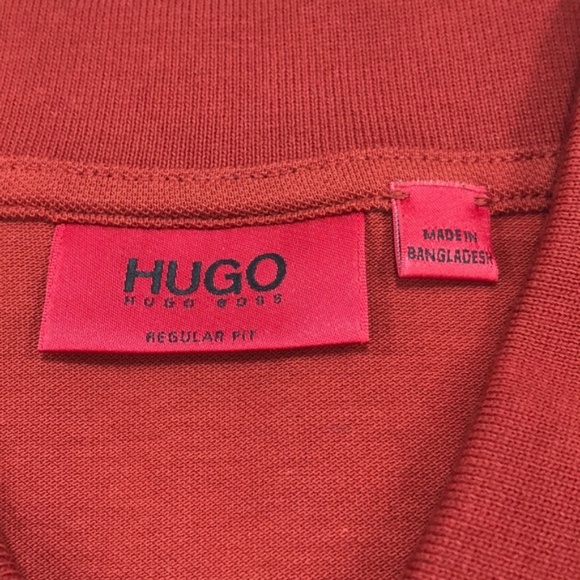 HUGO
HUGO BOSS
REGULAR FIT
MADE IN
BANGLADESH